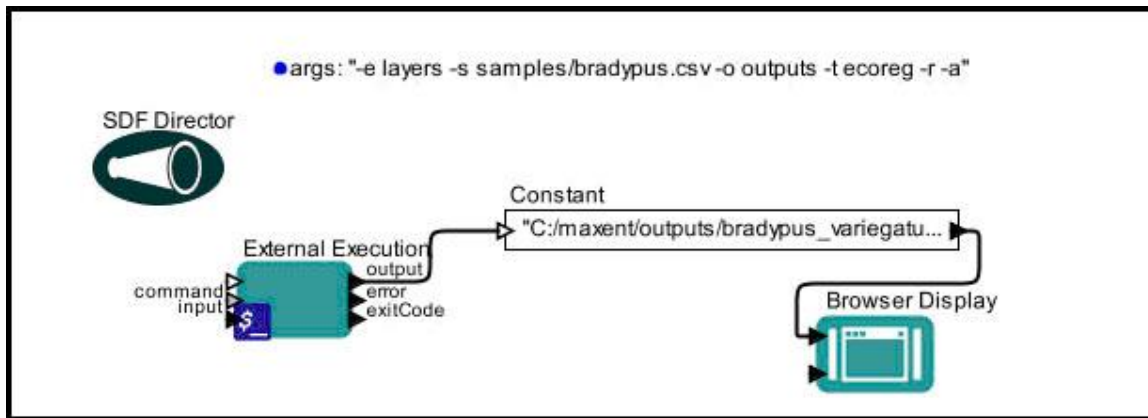 args: "-e layers -s samples/bradypus.csv -o outputs -t ecoreg -r -a"
SDF Director
Constant
"C:/maxent/outputs/bradypus_variegatu...
External Execution
output
command
error
input
exitCode
$_
Browser Display